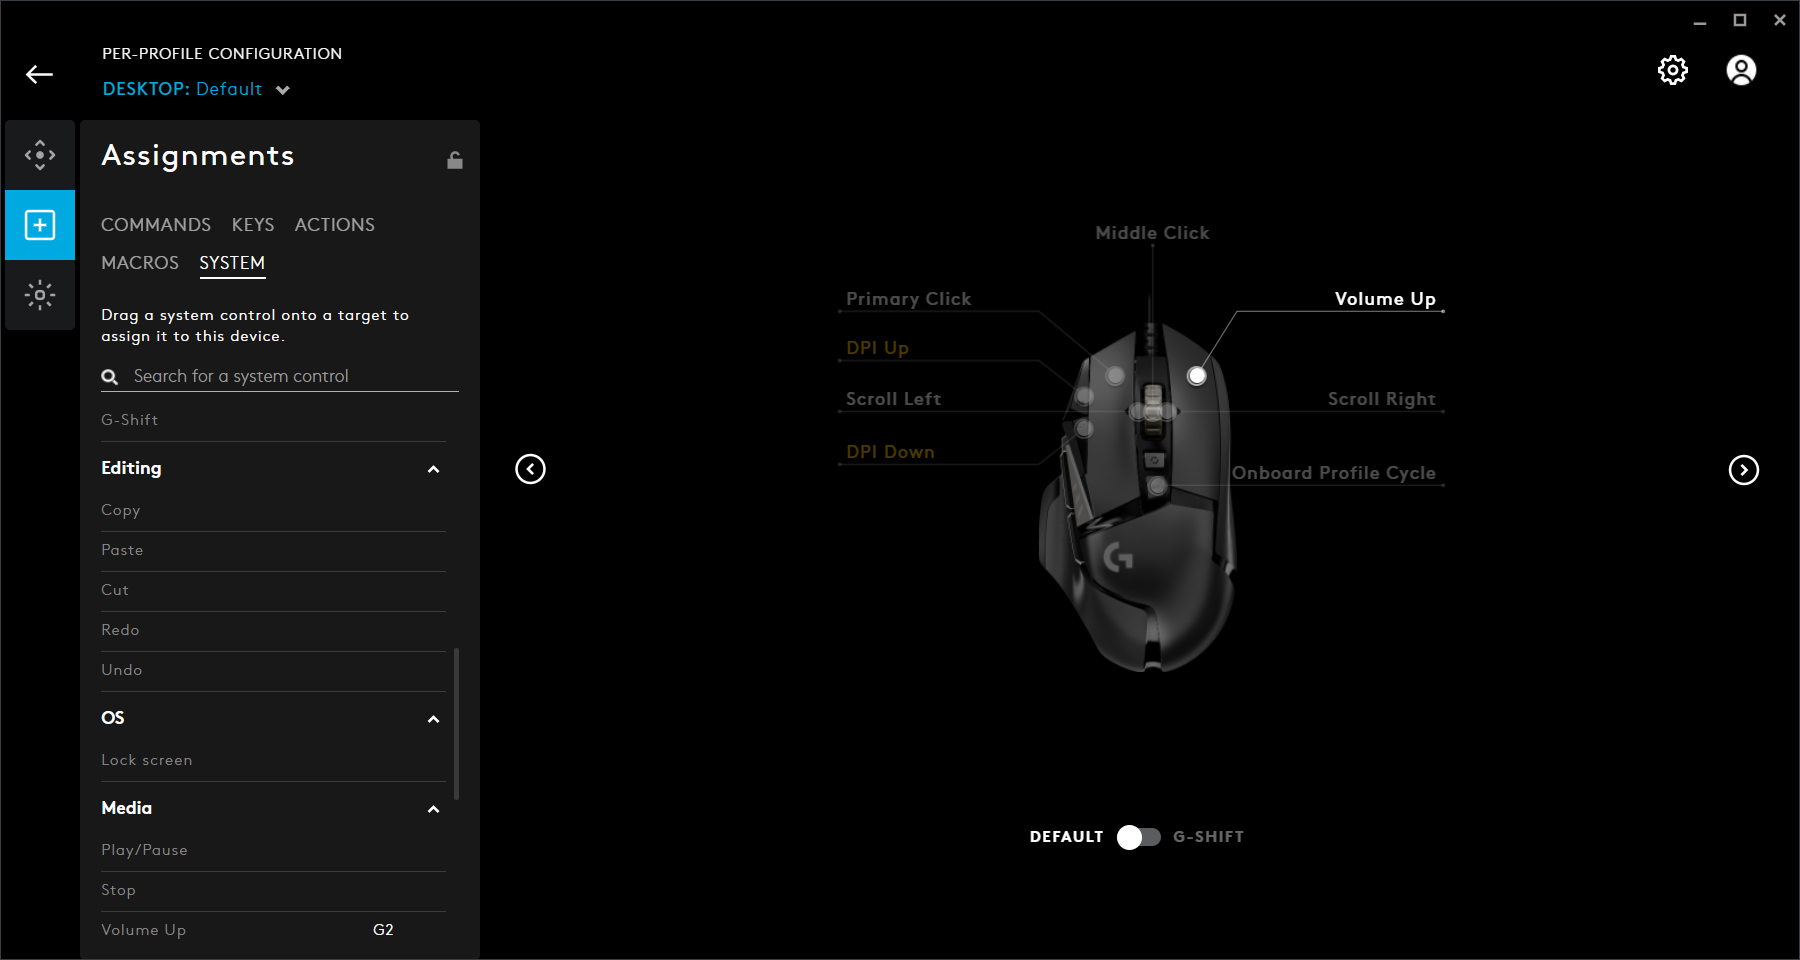 PER-PROFILE CONFIGURATION
DESKTOP: Default
Assignments
COMMANDS KEYS ACTIONS
MACROS SYSTEM
Drag a system control onto a target to
assign it to this device.
Search for a system control
G-Shift
Editing
Copy
Paste
Cut
Redo
Undo
OS
Lock screen
Media
Play/Pause
Stop
Volume Up G2
Middle Click
Primary Click
Volume Up
DPI Up
Scroll Left
Scroll Right
DPI Down
Onboard Profile Cycle
DEFAULT G-SHIFT